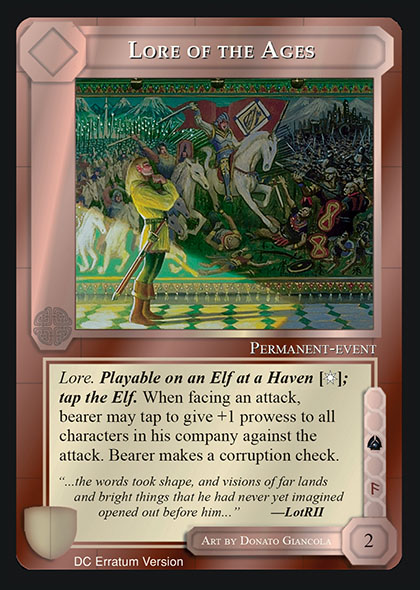 Lore of the Ages
Permanent-event
Lore. Playable on an Elf at a Haven [☼];
tap the Elf. When facing an attack,
bearer may tap to give +1 prowess to all
characters in his company against the
attack. Bearer makes a corruption check.
“...the words took shape, and visions of far lands
and bright things that he had never yet imagined
opened out before him...” —LotRII
Art by Donato Giancola
2
DC Erratum Version